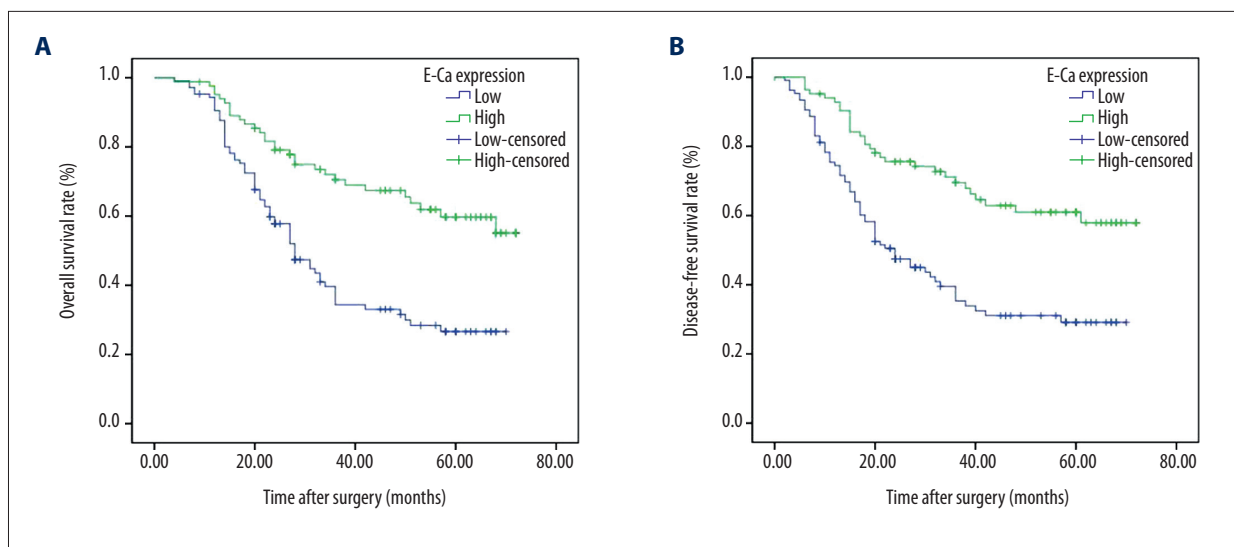 A
E-Ca expression
Low
High
Low-censored
High-censored
Overall survival rate (%)
1.0
0.8
0.6
0.4
0.2
0.0
0.00
20.00
40.00
60.00
80.00
Time after surgery (months)
B
E-Ca expression
Low
High
Low-censored
High-censored
Disease-free survival rate (%)
1.0
0.8
0.6
0.4
0.2
0.0
0.00
20.00
40.00
60.00
80.00
Time after surgery (months)